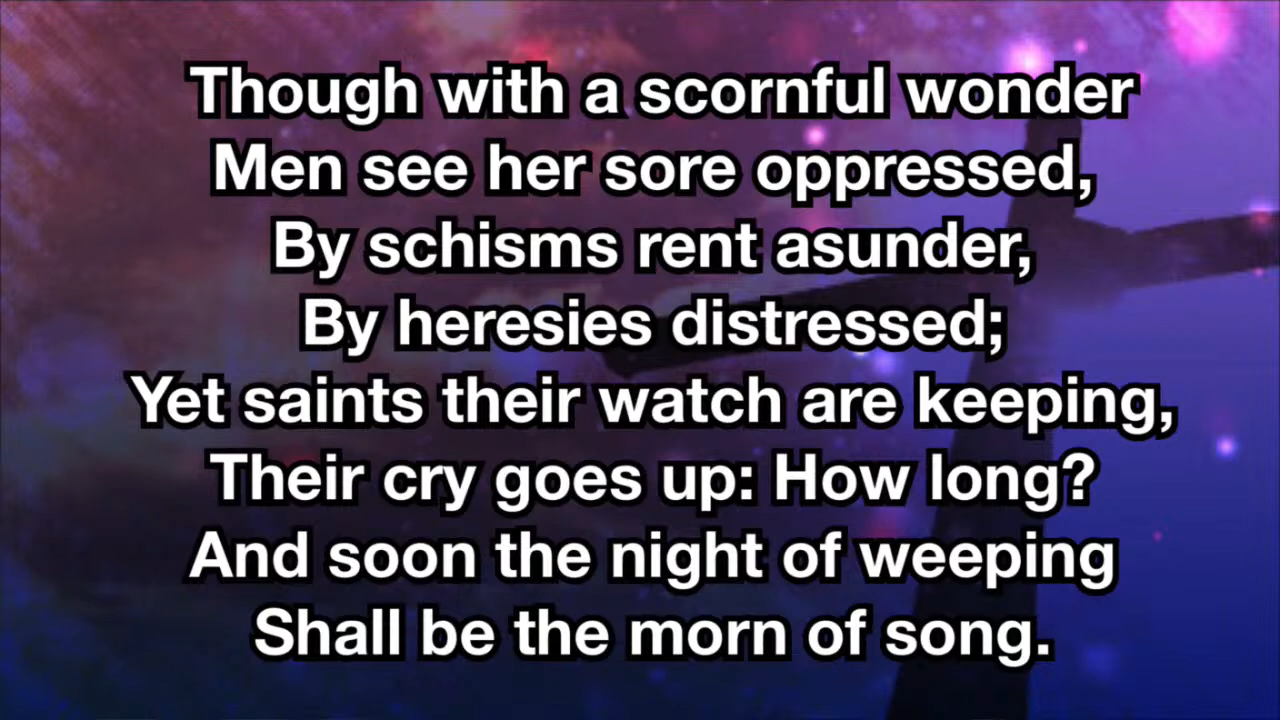 Though with a scornful wonder
Men see her sore oppressed,
By schisms rent asunder,
By heresies distressed;
Yet saints their watch are keeping,
Their cry goes up: How long?
And soon the night of weeping
Shall be the morn of song.